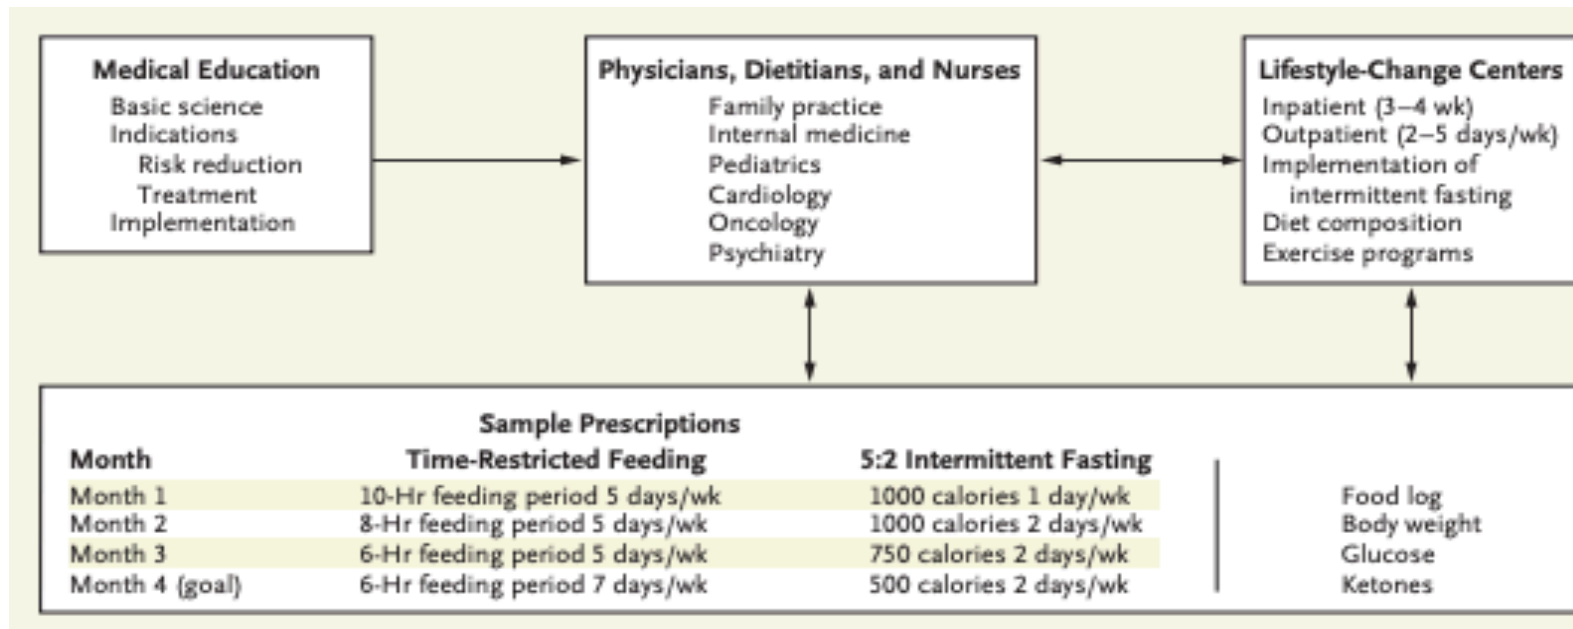 Medical Education
Basic science
Indications
Risk reduction
Treatment
Implementation
Physicians, Dietitians, and Nurses
Family practice
Internal medicine
Pediatrics
Cardiology
Oncology
Psychiatry
Lifestyle-Change Centers
Inpatient (3–4 wk)
Outpatient (2–5 days/wk)
Implementation of
intermittent fasting
Diet composition
Exercise programs
Sample Prescriptions
Month Time-Restricted Feeding 5:2 Intermittent Fasting
Month 1 10-Hr feeding period 5 days/wk 1000 calories 1 day/wk
Month 2 8-Hr feeding period 5 days/wk 1000 calories 2 days/wk
Month 3 6-Hr feeding period 5 days/wk 750 calories 2 days/wk
Month 4 (goal) 6-Hr feeding period 7 days/wk 500 calories 2 days/wk
Food log
Body weight
Glucose
Ketones